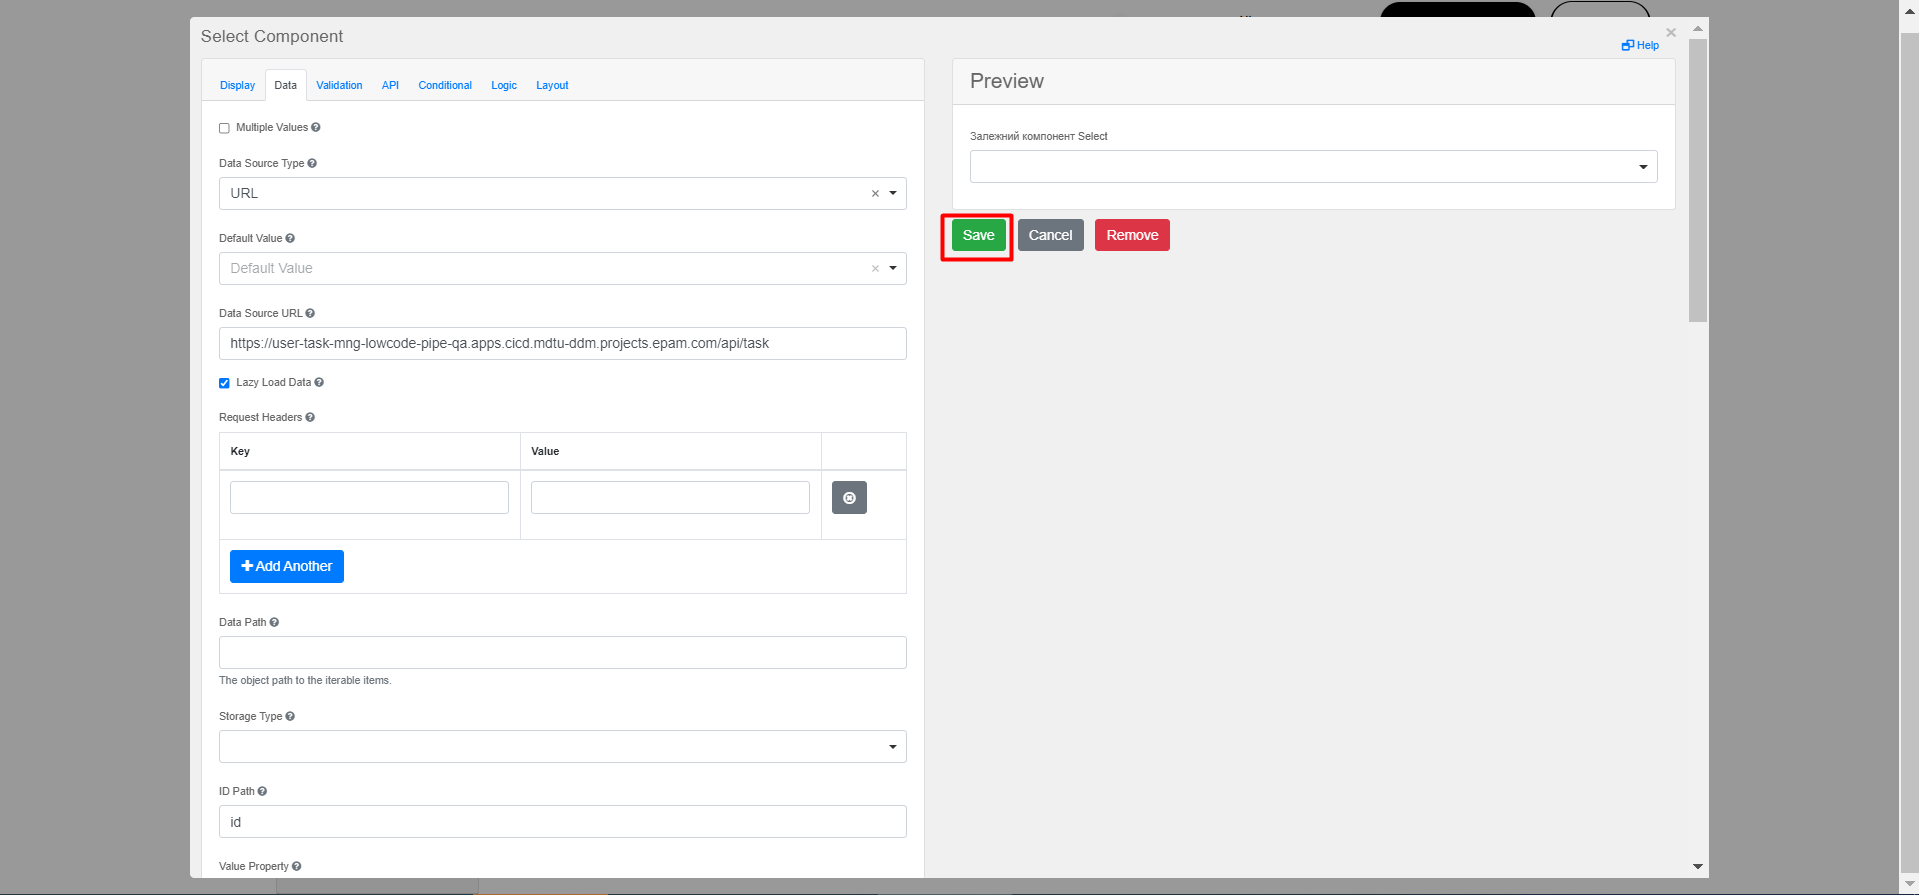 Select Component
Help
Display Data Validation API Conditional Logic Layout
Multiple Values
Data Source Type
URL
Default Value
Default Value
Data Source URL
https://user-task-mng-lowcode-pipe-qa.apps.cicd.mdtu-ddm.projects.epam.com/api/task
Lazy Load Data
Request Headers
Key Value
Add Another
Data Path
The object path to the iterable items.
Storage Type
ID Path
id
Value Property
Preview
Залежний компонент Select
Save Cancel Remove